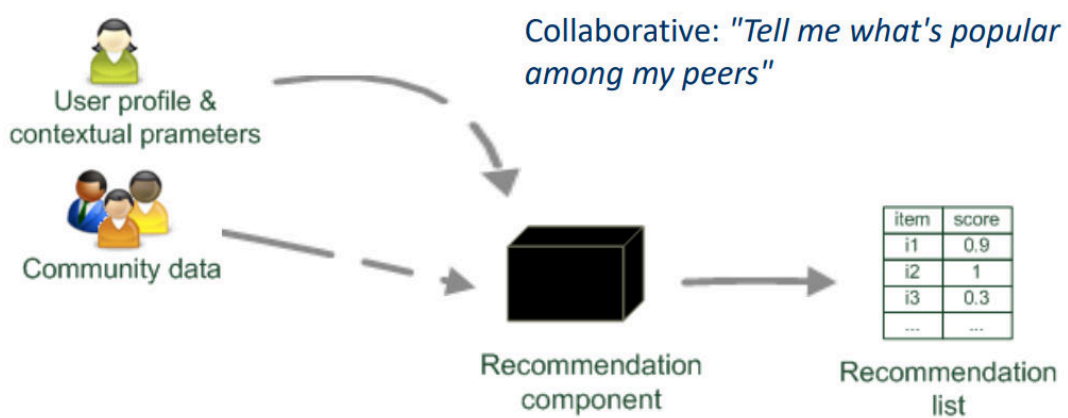 Collaborative: "Tell me what's popular
among my peers"
User profile &
contextual prameters
Community data
Recommendation
component
item score
i1 0.9
i2 1
i3 0.3
... ...
Recommendation
list